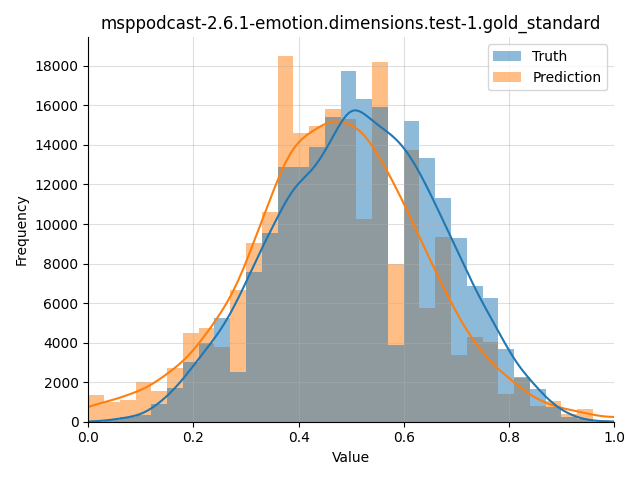 msppodcast-2.6.1-emotion.dimensions.test-1.gold_standard
Truth
Prediction
Frequency
18000
16000
14000
12000
10000
8000
6000
4000
2000
0
0.0 0.2 0.4 0.6 0.8 1.0
Value